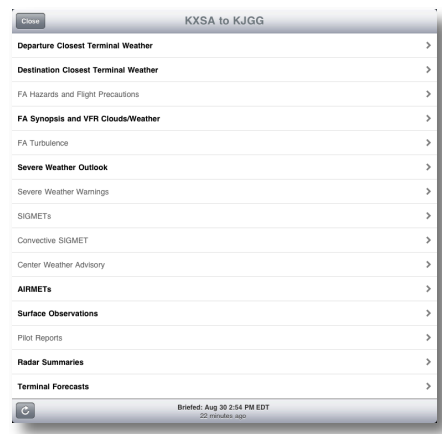 Close
KXSA to KJGG
Departure Closest Terminal Weather
Destination Closest Terminal Weather
FA Hazards and Flight Precautions
FA Synopsis and VFR Clouds/Weather
FA Turbulence
Severe Weather Outlook
Severe Weather Warnings
SIGMETs
Convective SIGMET
Center Weather Advisory
AIRMETs
Surface Observations
Pilot Reports
Radar Summaries
Terminal Forecasts
Briefed: Aug 30 2:54 PM EDT
22 minutes ago